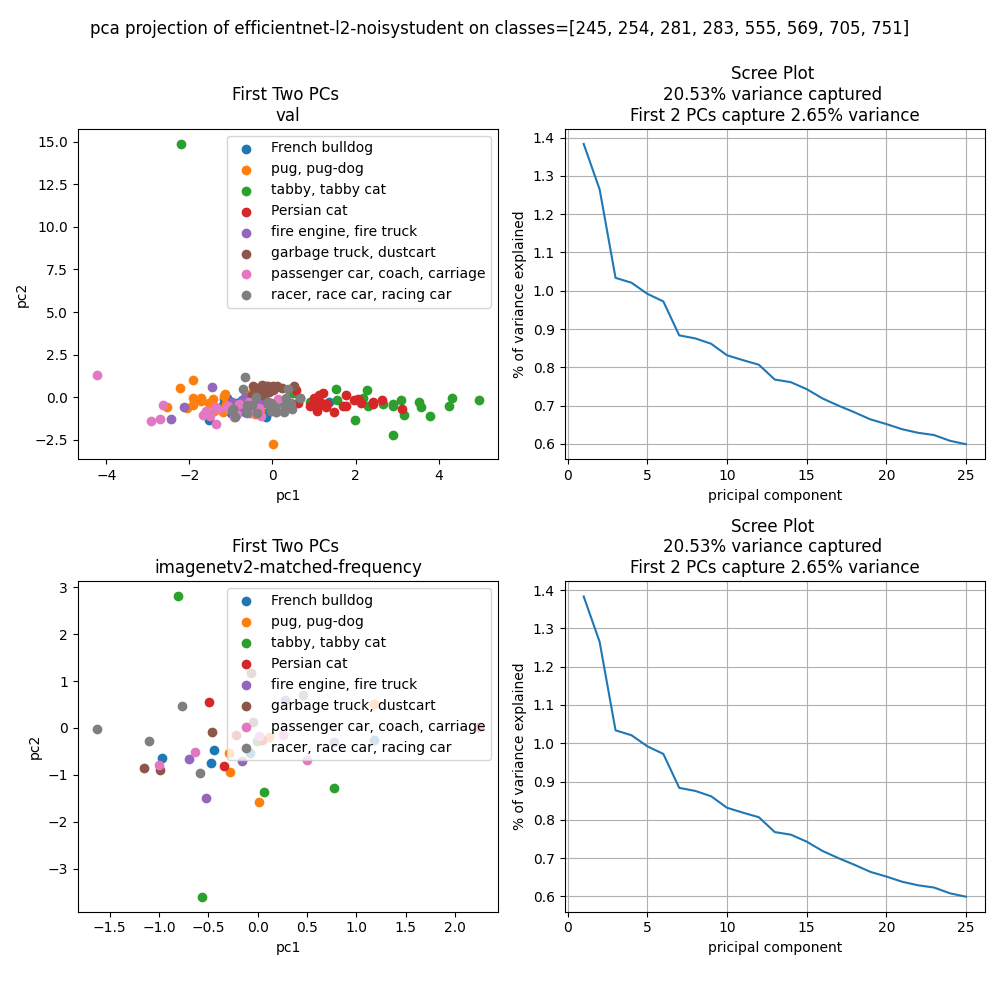 pca projection of efficientnet-l2-noisystudent on classes=[245, 254, 281, 283, 555, 569, 705, 751]
First Two PCs
val
15.0
12.5
10.0
7.5
5.0
2.5
0.0
−2.5
pc2
−4
−2
0
2
4
pc1
French bulldog
pug, pug-dog
tabby, tabby cat
Persian cat
fire engine, fire truck
garbage truck, dustcart
passenger car, coach, carriage
racer, race car, racing car
Scree Plot
20.53% variance captured
First 2 PCs capture 2.65% variance
1.4
1.3
1.2
1.1
1.0
0.9
0.8
0.7
0.6
% of variance explained
0
5
10
15
20
25
pricipal component
First Two PCs
imagenetv2-matched-frequency
3
2
1
0
−1
−2
−3
pc2
−1.5
−1.0
−0.5
0.0
0.5
1.0
1.5
2.0
pc1
French bulldog
pug, pug-dog
tabby, tabby cat
Persian cat
fire engine, fire truck
garbage truck, dustcart
passenger car, coach, carriage
racer, race car, racing car
Scree Plot
20.53% variance captured
First 2 PCs capture 2.65% variance
1.4
1.3
1.2
1.1
1.0
0.9
0.8
0.7
0.6
% of variance explained
0
5
10
15
20
25
pricipal component